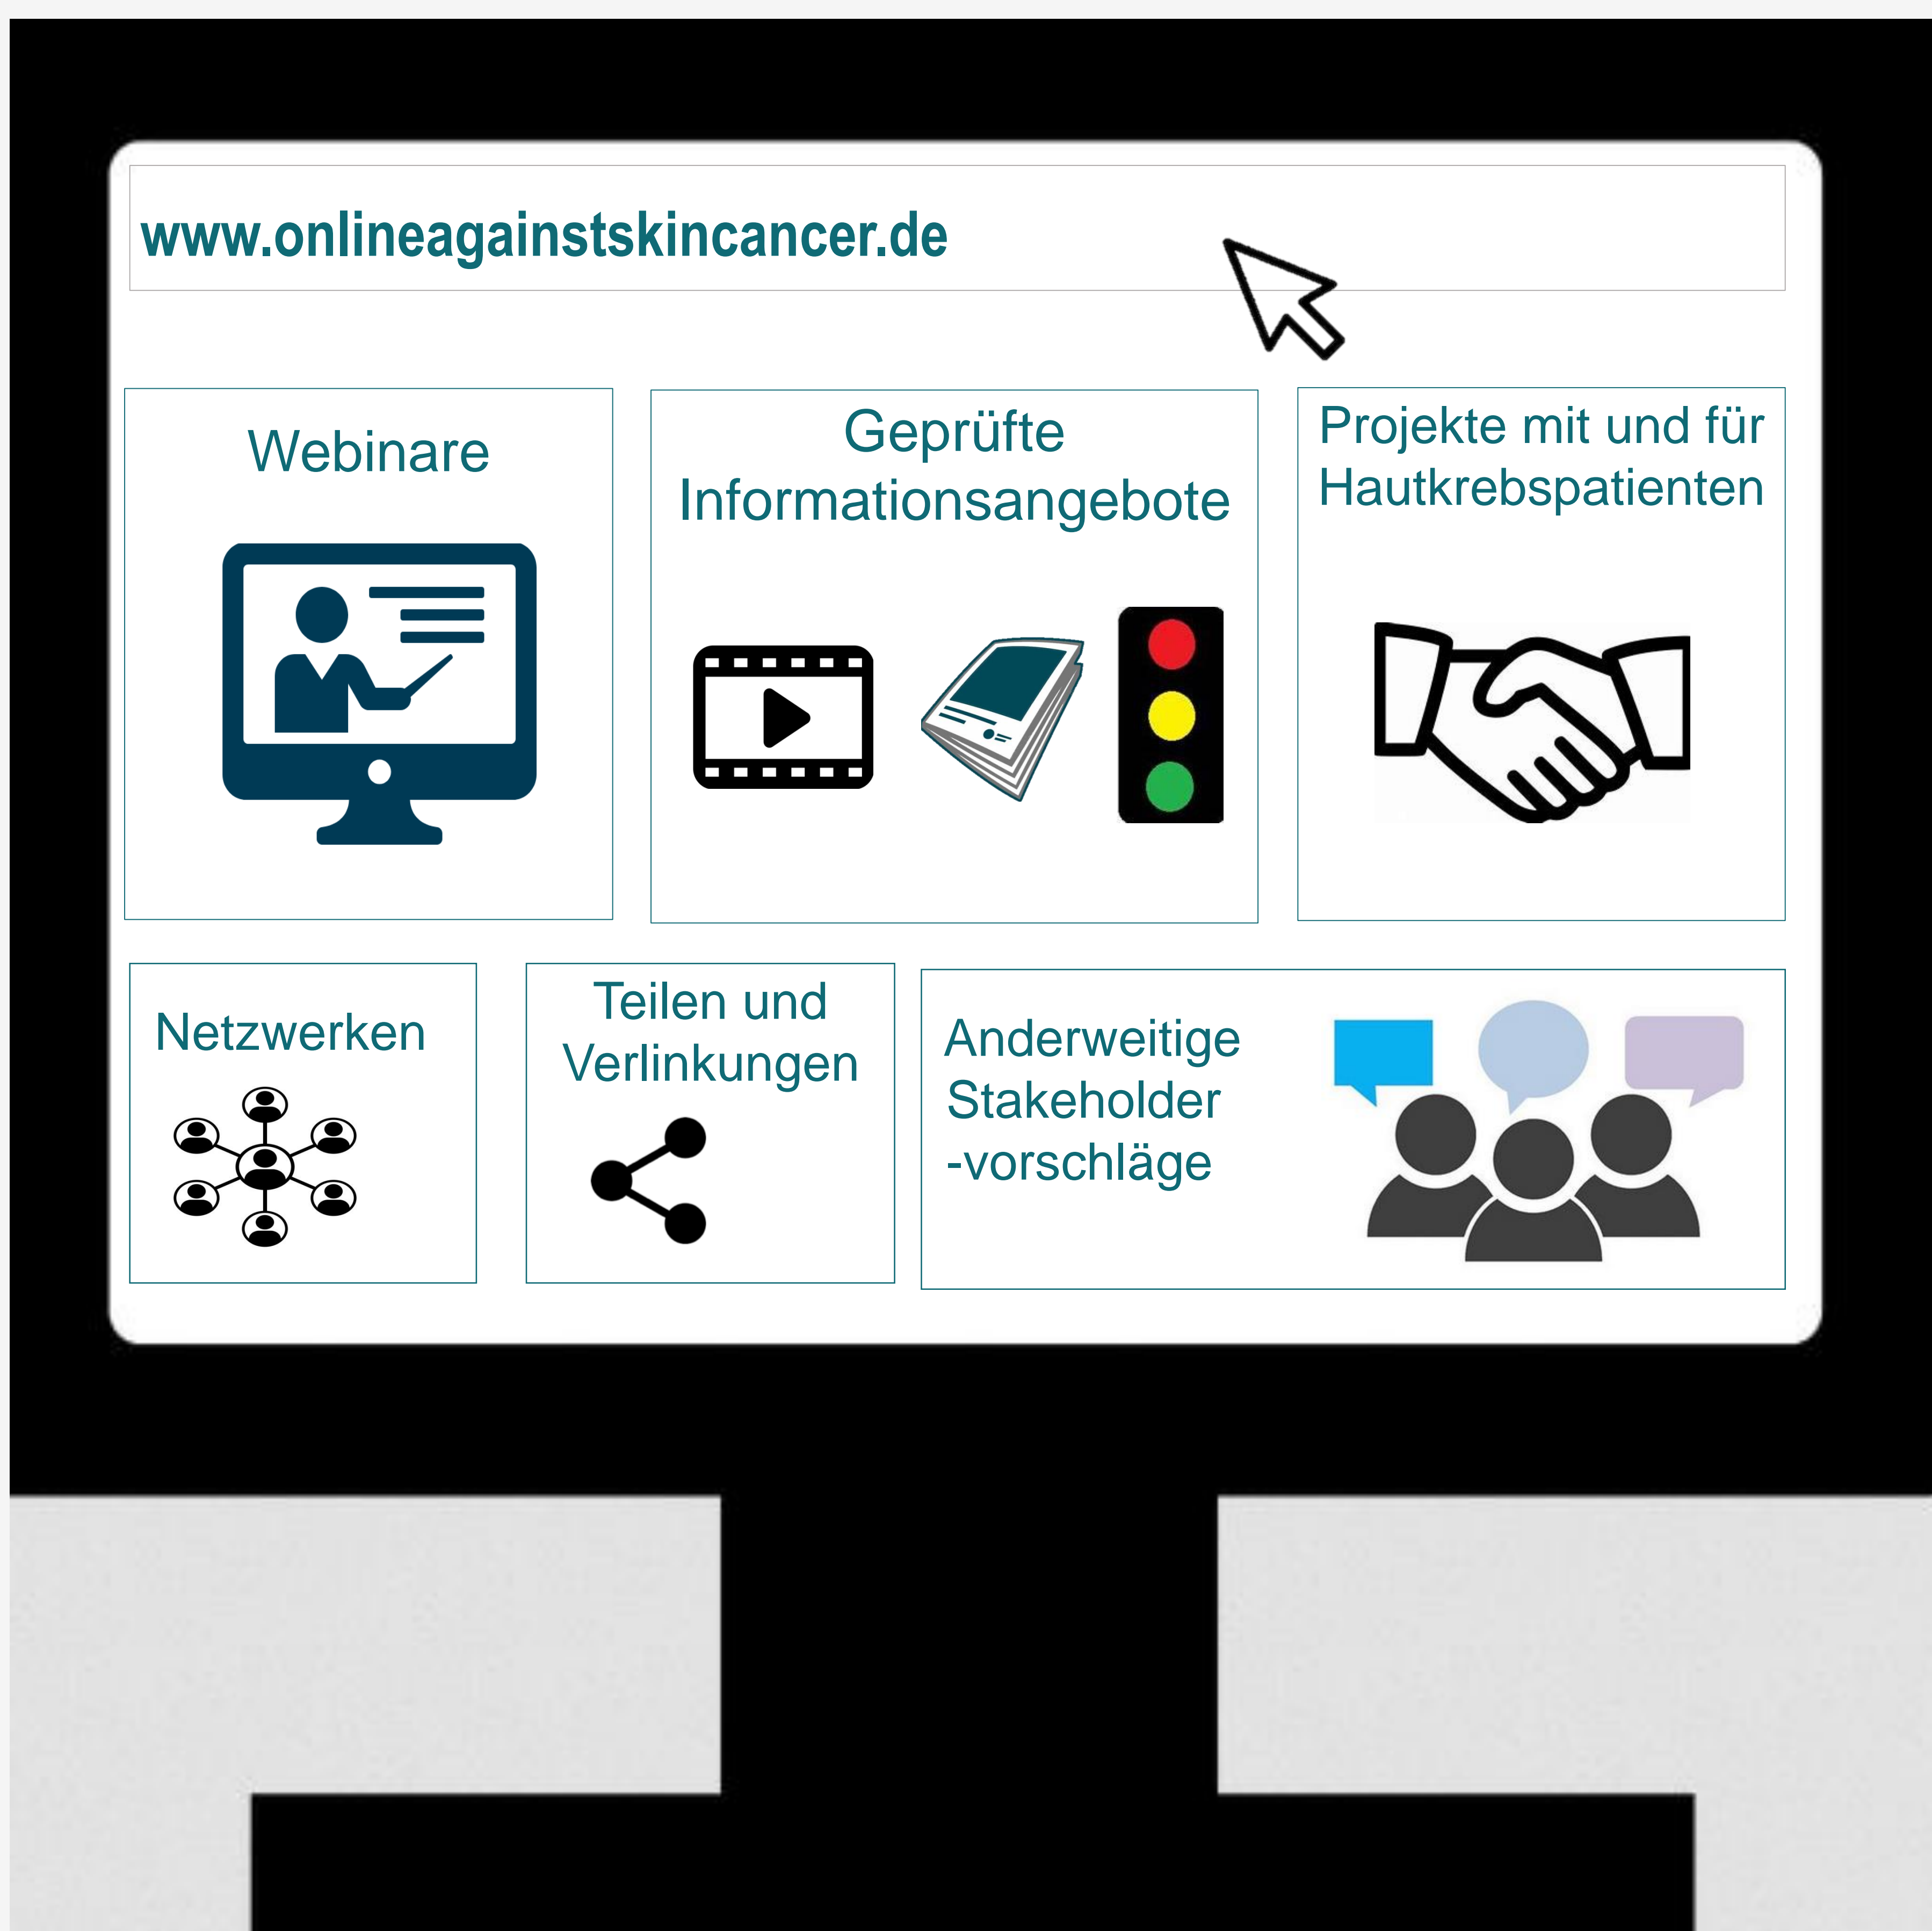 www.onlineagainstskincancer.de
Webinare
Geprüfte
Informationsangebote
Projekte mit und für
Hautkrebspatienten
Netzwerken
Teilen und
Verlinkungen
Anderweitige
Stakeholder
-vorschläge